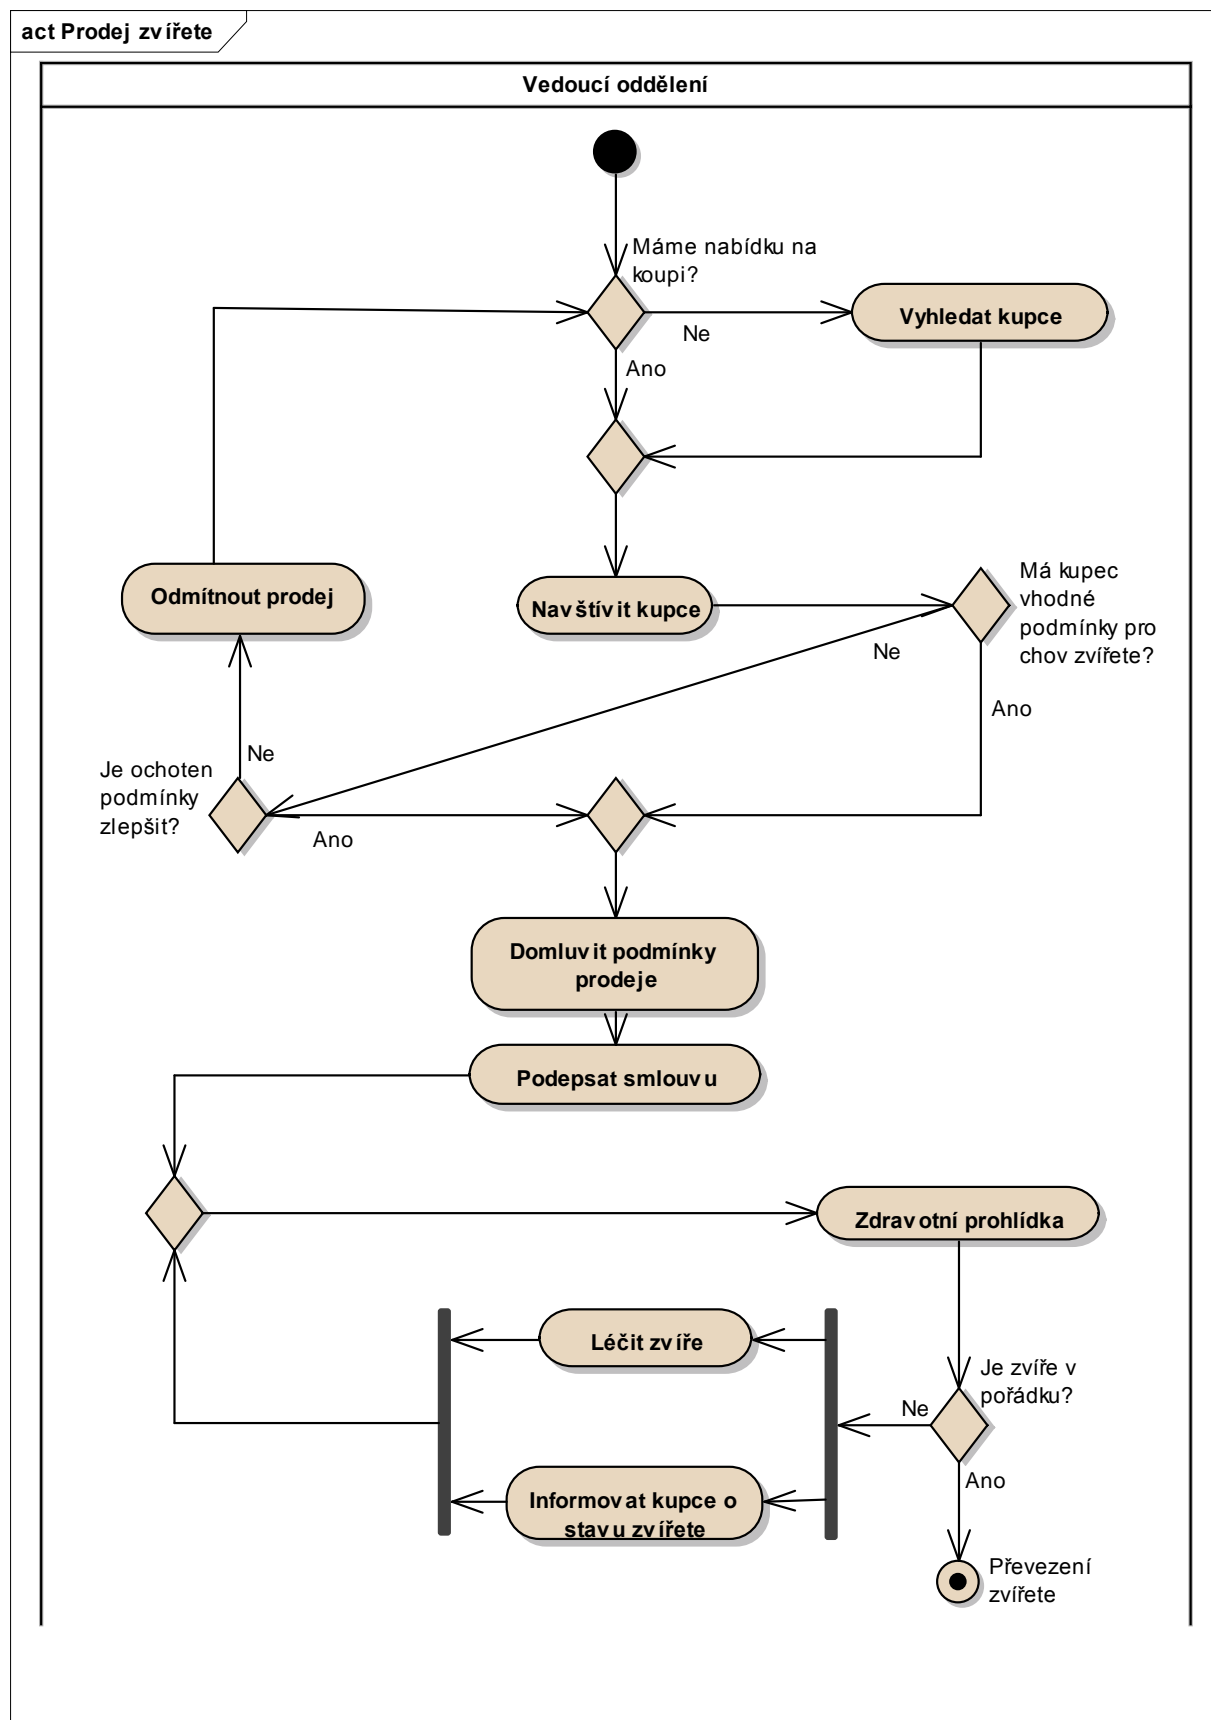 act Prodej zvířete
Vedoucí oddělení
Máme nabídku na
koupi?
Vyhledat kupce
Ne
Ano
Odmítnout prodej
Navštívit kupce
Má kupec
vhodné
podmínky pro
chov zvířete?
Ne
Ano
Ne
Je ochoten
podmínky
zlepšit?
Ano
Domluvit podmínky
prodeje
Podepsat smlouvu
Zdravotní prohlídka
Léčit zvíře
Je zvíře v
pořádku?
Ne
Ano
Informovat kupce o
stavu zvířete
Převezení
zvířete